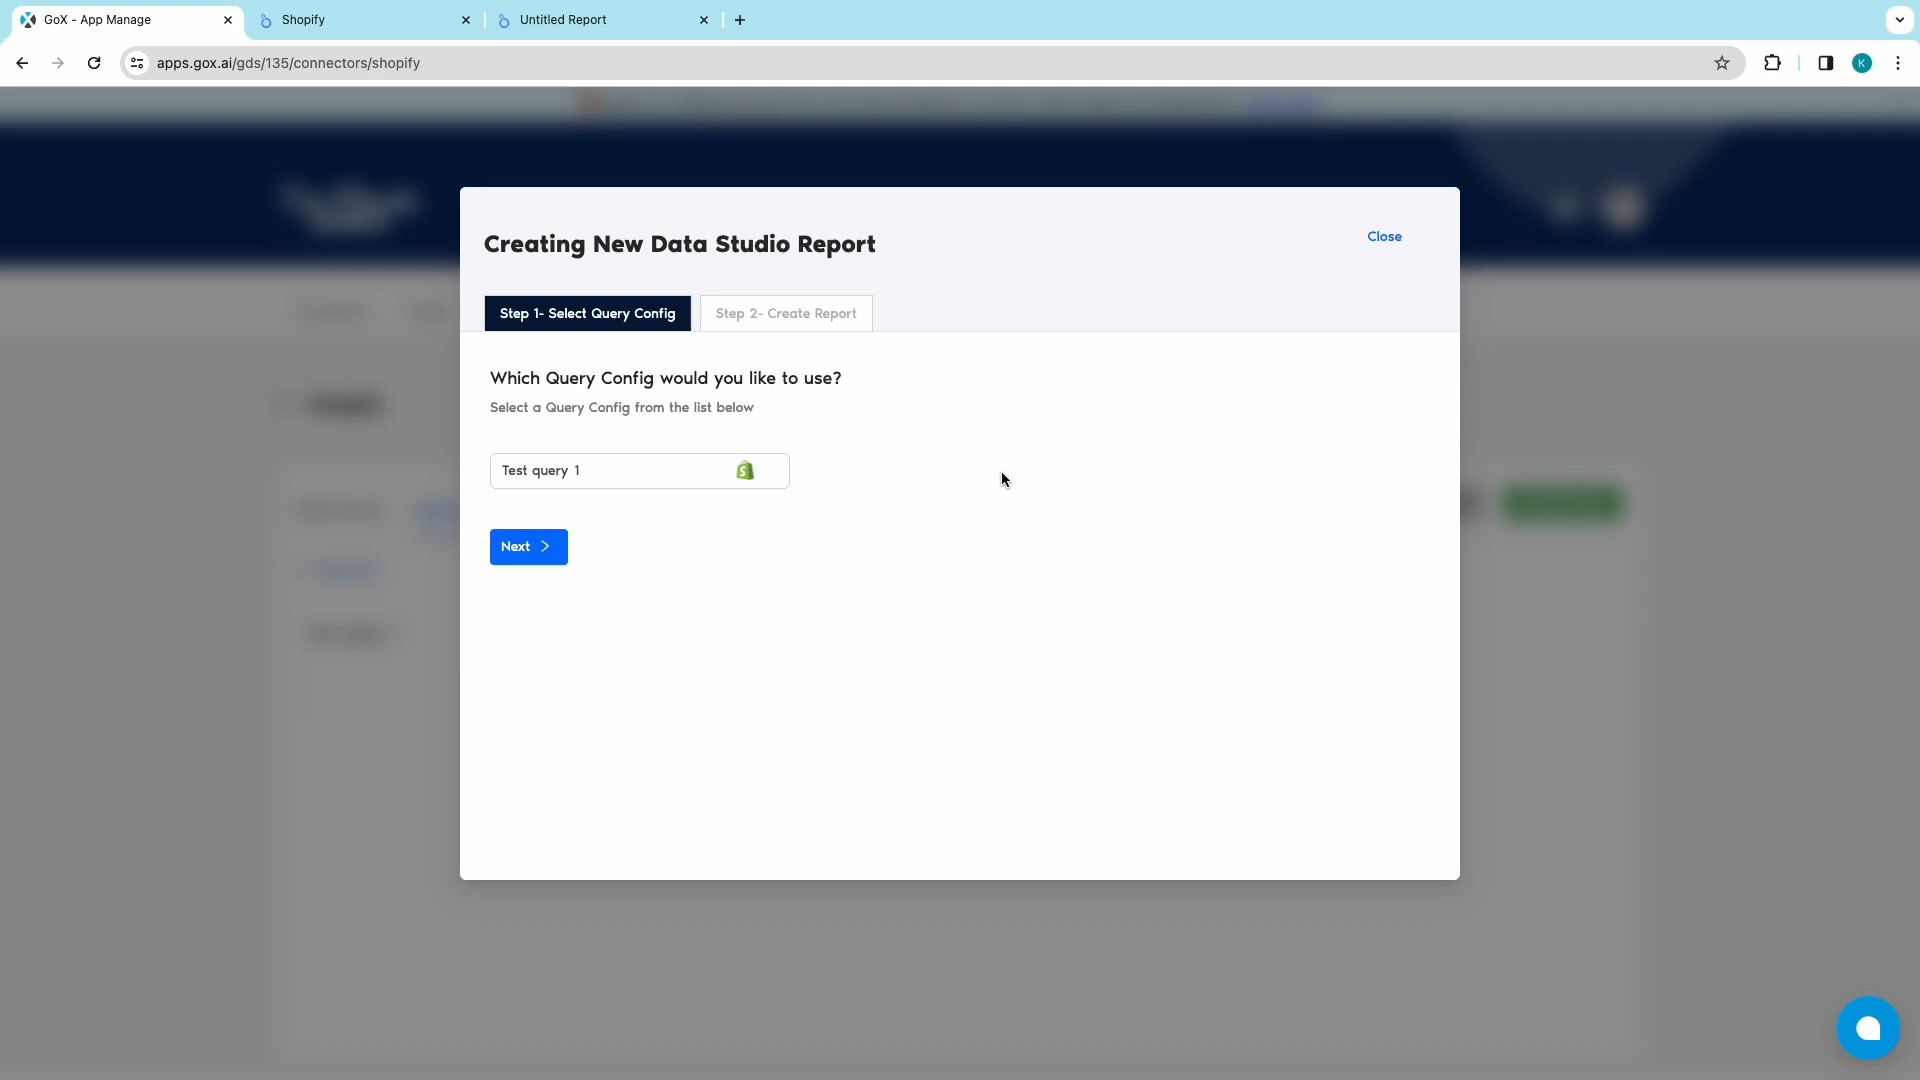 GoX - App Manage
Shopify
Untitled Report
apps.gox.ai/gds/135/connectors/shopify
K
Creating New Data Studio Report
Close
Step 1- Select Query Config
Step 2- Create Report
Which Query Config would you like to use?
Select a Query Config from the list below
Test query 1
Next